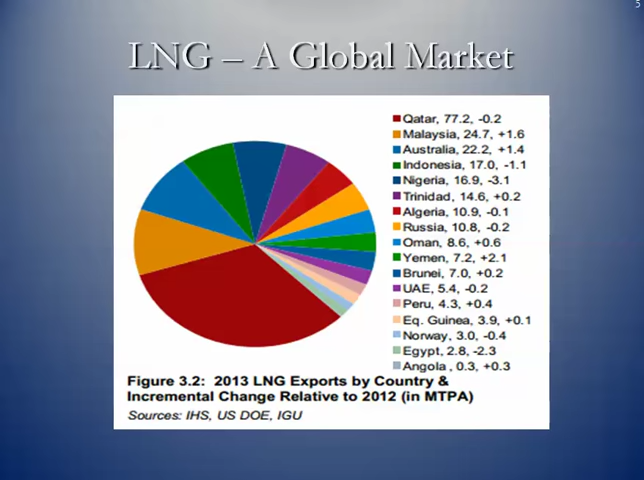 5
LNG – A Global Market
Qatar, 77.2, -0.2
Malaysia, 24.7, +1.6
Australia, 22.2, +1.4
Indonesia, 17.0, -1.1
Nigeria, 16.9, -3.1
Trinidad, 14.6, +0.2
Algeria, 10.9, -0.1
Russia, 10.8, -0.2
Oman, 8.6, +0.6
Yemen, 7.2, +2.1
Brunei, 7.0, +0.2
UAE, 5.4, -0.2
Peru, 4.3, +0.4
Eq. Guinea, 3.9, +0.1
Norway, 3.0, -0.4
Egypt, 2.8, -2.3
Angola , 0.3, +0.3
Figure 3.2: 2013 LNG Exports by Country &
Incremental Change Relative to 2012 (in MTPA)
Sources: IHS, US DOE, IGU